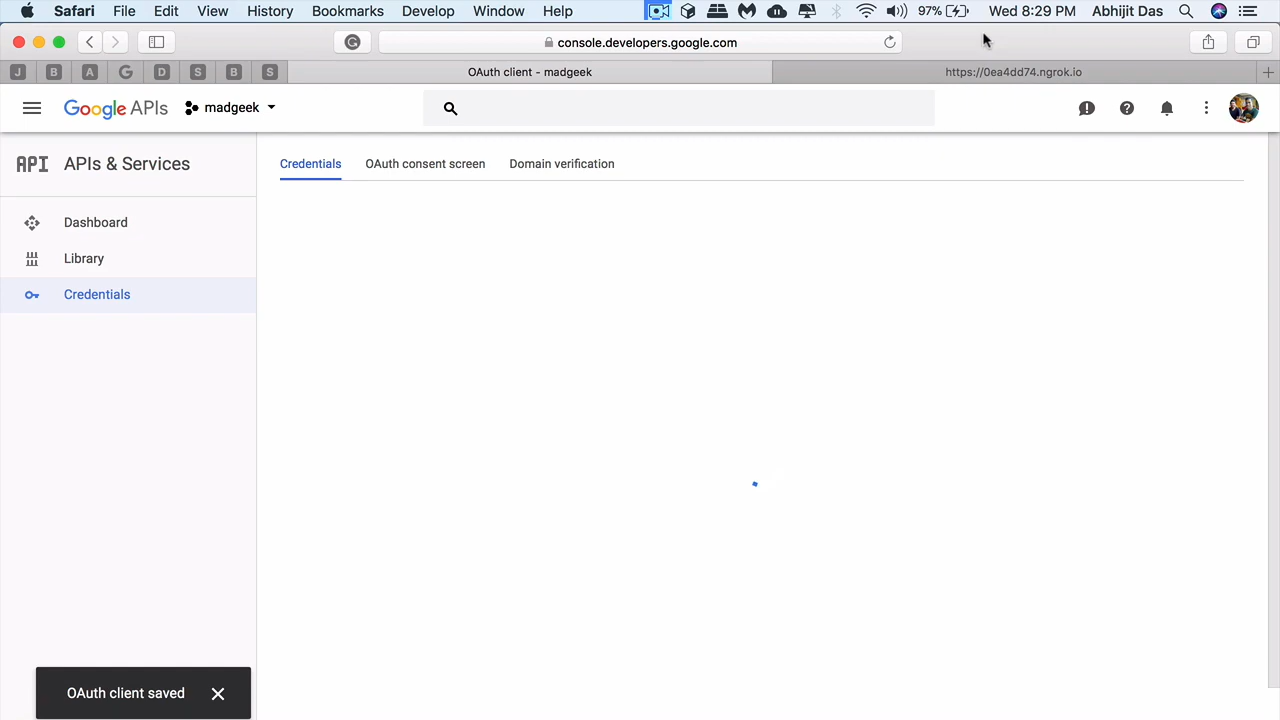 Safari File Edit View History Bookmarks Develop Window Help 97% Wed 8:29 PM Abhijit Das
console.developers.google.com
J B A G D S B S OAuth client - madgeek https://0ea4dd74.ngrok.io
Google APIs madgeek
API APIs & Services
Credentials OAuth consent screen Domain verification
Dashboard
Library
Credentials
OAuth client saved